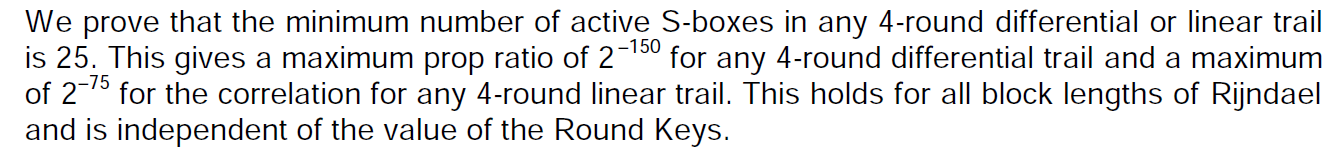 We prove that the minimum number of active S-boxes in any 4-round differential or linear trail
is 25. This gives a maximum prop ratio of 2⁻¹⁵⁰ for any 4-round differential trail and a maximum
of 2⁻⁷⁵ for the correlation for any 4-round linear trail. This holds for all block lengths of Rijndael
and is independent of the value of the Round Keys.